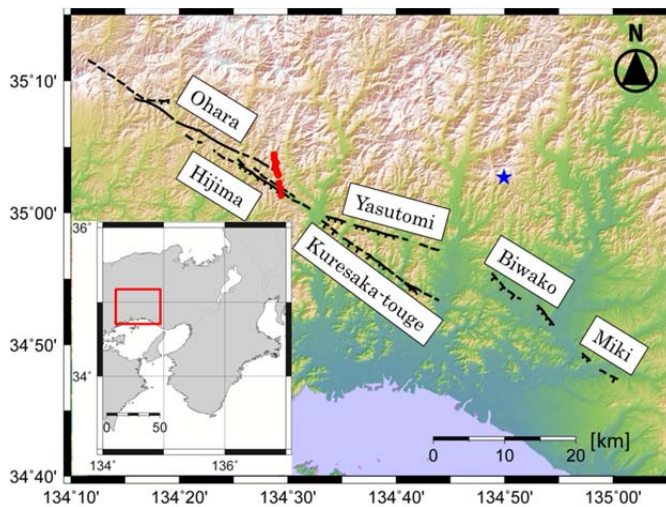 N
35°10'
35°00'
34°50'
34°40'
Ohara
Hijima
Yasutomi
Kuresaka-touge
Biwako
Miki
36°
34°
0 50
134° 136°
[km]
0 10 20
134°10' 134°20' 134°30' 134°40' 134°50' 135°00'